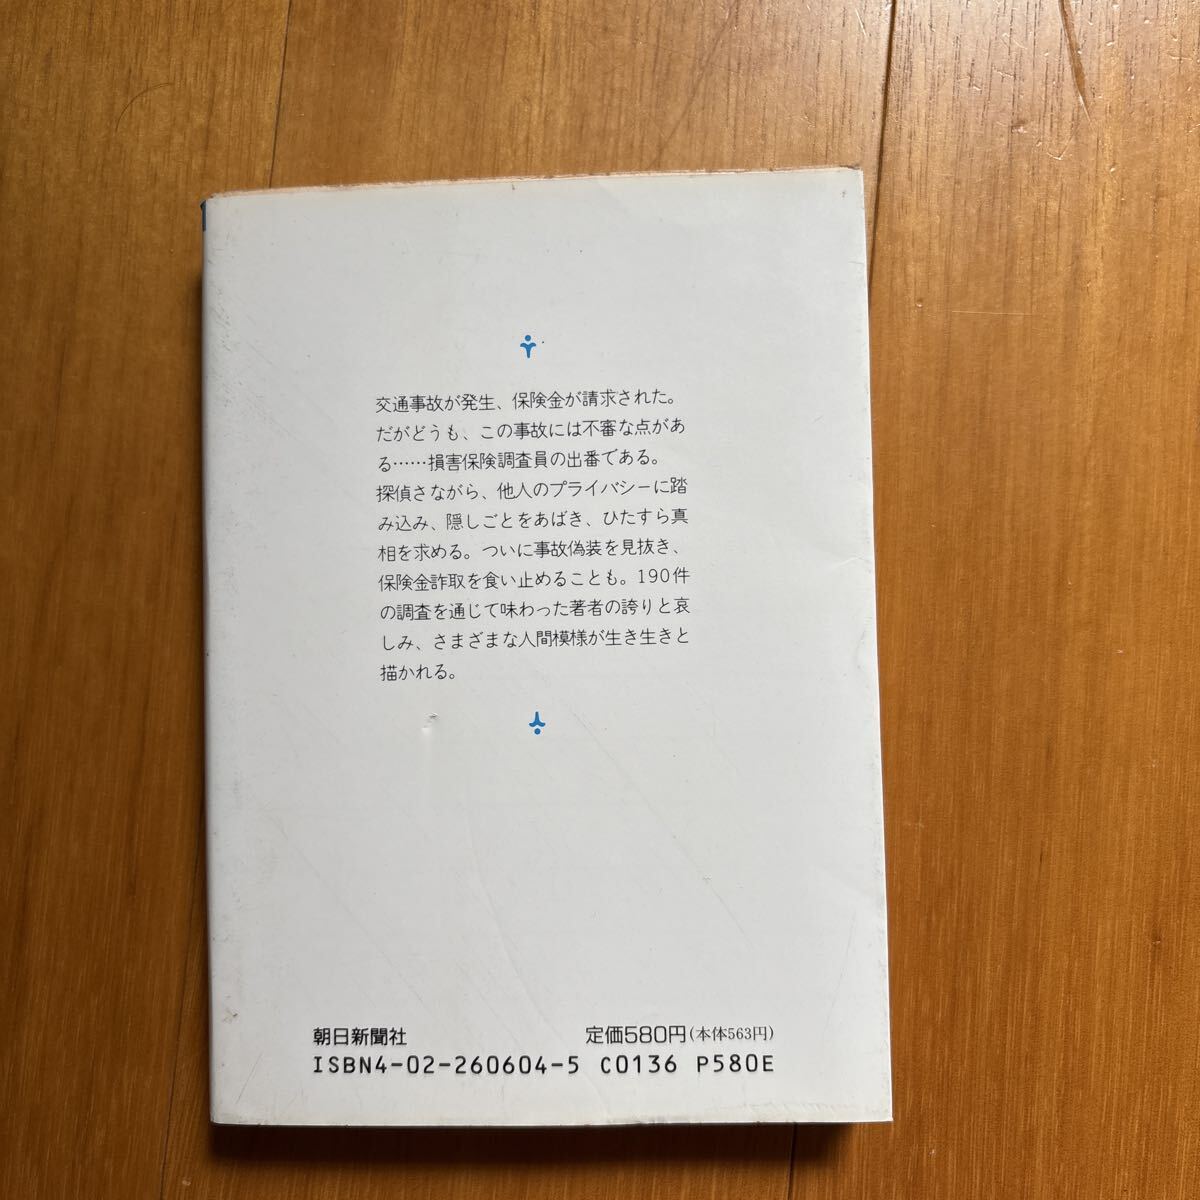 交通事故が発生、保険金が請求された。
だがどうも、この事故には不審な点があ
る……損害保険調査員の出番である。
探偵さながら、他人のプライバシーに踏
み込み、隠しごとをあばき、ひたすら真
相を求める。ついに事故偽装を見抜き、
保険金詐取を食い止めることも。190件
の調査を通じて味わった著者の誇りと哀
しみ、さまざまな人間模様が生き生きと
描かれる。
朝日新聞社 定価580円(本体563円)
ISBN4-02-260604-5 C0136 P580E